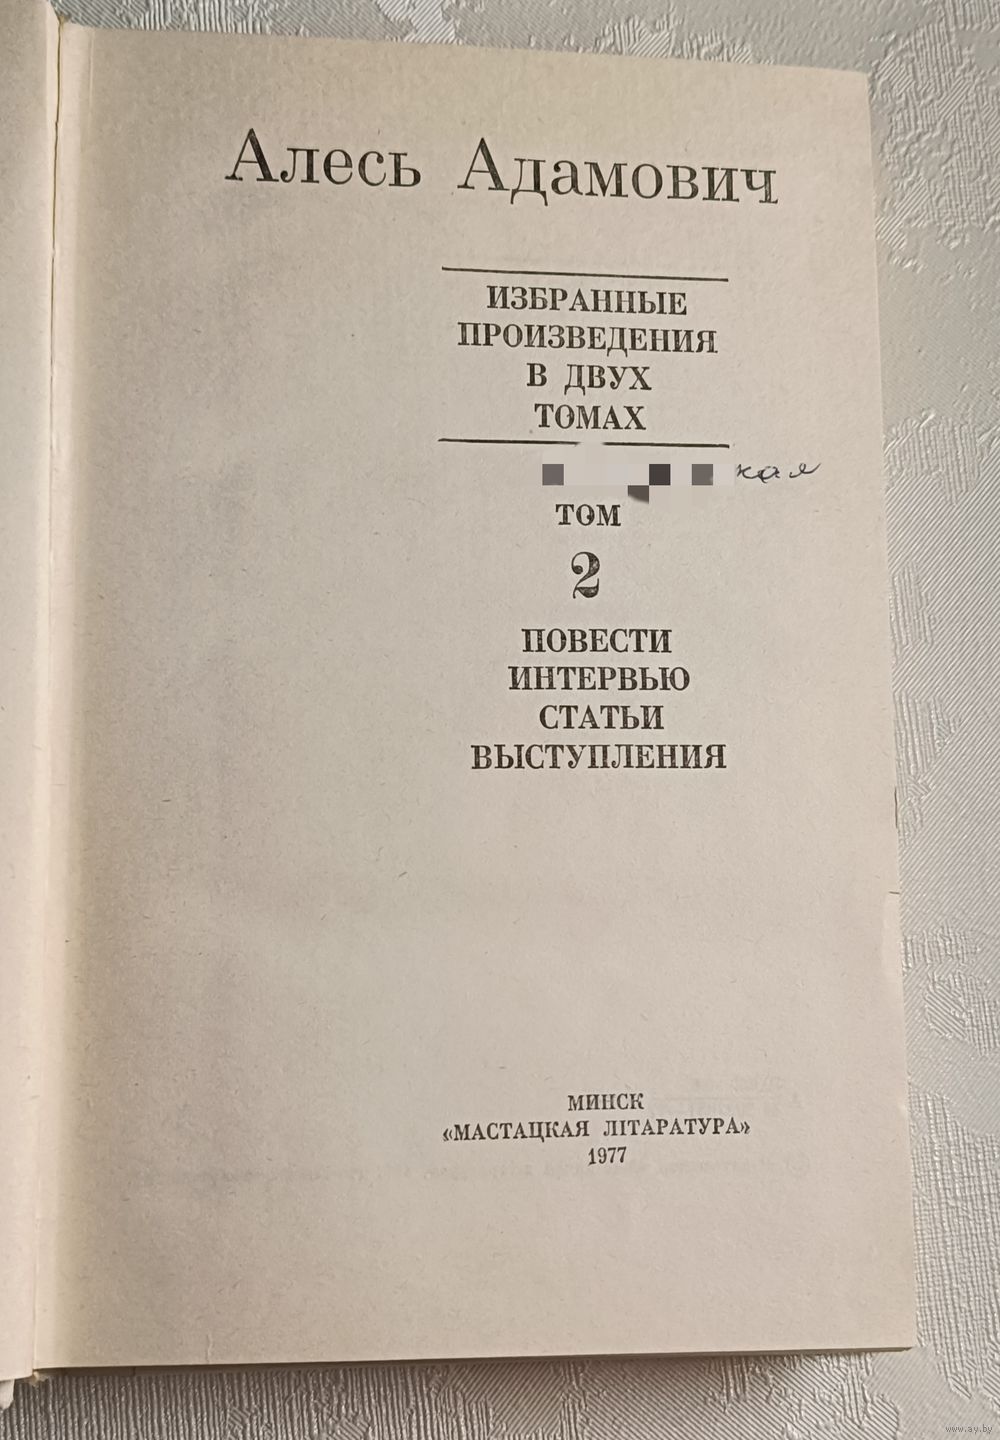 Алесь Адамович
ИЗБРАННЫЕ
ПРОИЗВЕДЕНИЯ
В ДВУХ
ТОМАХ
кая
ТОМ
2
ПОВЕСТИ
ИНТЕРВЬЮ
СТАТЬИ
ВЫСТУПЛЕНИЯ
МИНСК
«МАСТАЦКАЯ ЛІТАРАТУРА»
1977
www.ay.by